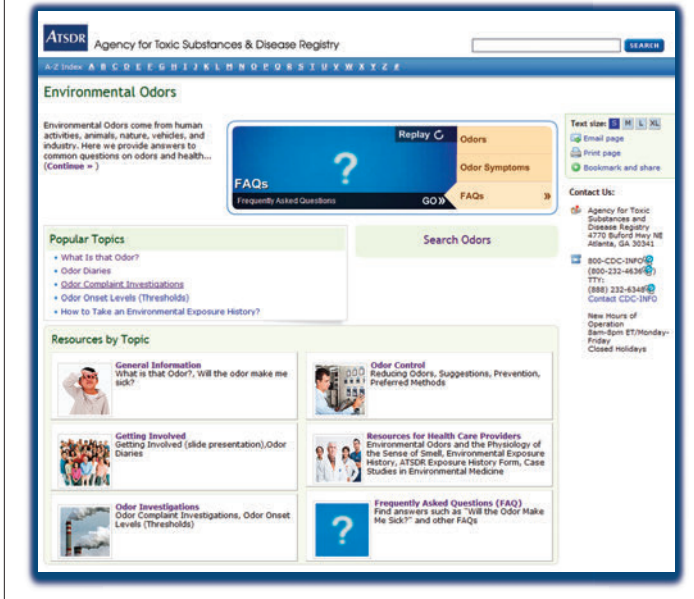 ATSDR Agency for Toxic Substances & Disease Registry
SEARCH
A-Z Index A B C D E F G H I J K L M N O P Q R S T U V W X Y Z #
Environmental Odors
Environmental Odors come from human
activities, animals, nature, vehicles, and
industry. Here we provide answers to
common questions on odors and health...
(Continue » )
Replay
?
FAQs
Frequently Asked Questions
GO»
Odors
Odor Symptoms
FAQs »
Text size: S M L XL
Email page
Print page
Bookmark and share
Contact Us:
Agency for Toxic
Substances and
Disease Registry
4770 Buford Hwy NE
Atlanta, GA 30341
800-CDC-INFO
(800-232-4636)
TTY:
(888) 232-6348
Contact CDC-INFO
New Hours of
Operation
8am-8pm ET/Monday-
Friday
Closed Holidays
Popular Topics
• What Is that Odor?
• Odor Diaries
• Odor Complaint Investigations
• Odor Onset Levels (Thresholds)
• How to Take an Environmental Exposure History?
Search Odors
Resources by Topic
General Information
What is that Odor?, Will the odor make me
sick?
Odor Control
Reducing Odors, Suggestions, Prevention,
Preferred Methods
Getting Involved
Getting Involved (slide presentation),Odor
Diaries
Resources for Health Care Providers
Environmental Odors and the Physiology of
the Sense of Smell, Environmental Exposure
History, ATSDR Exposure History Form, Case
Studies in Environmental Medicine
Odor Investigations
Odor Complaint Investigations, Odor Onset
Levels (Thresholds)
?
Frequently Asked Questions (FAQ)
Find answers such as "Will the Odor Make
Me Sick?" and other FAQs